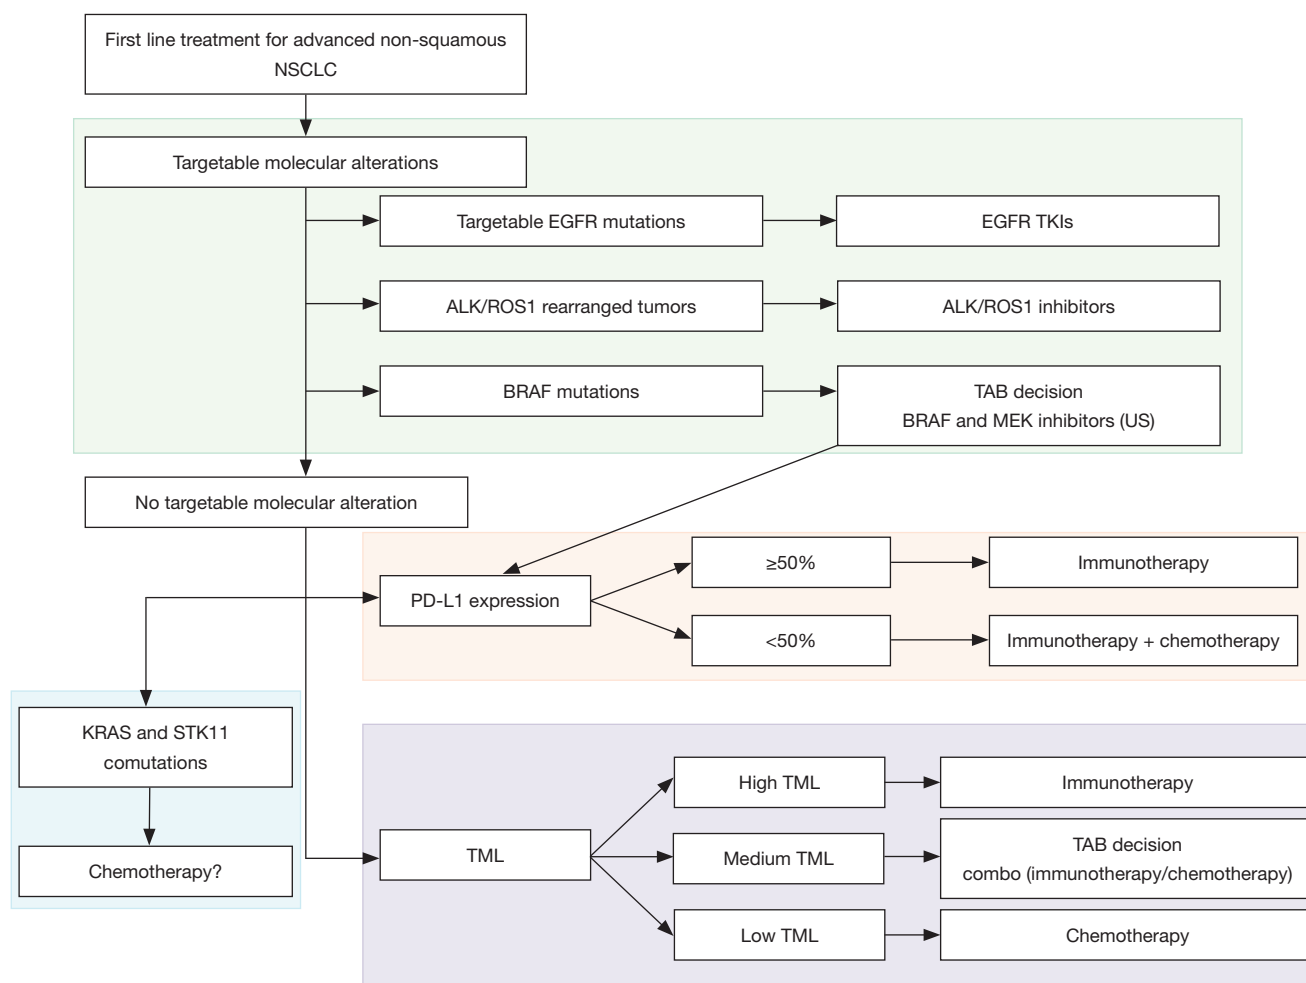 First line treatment for advanced non-squamous
NSCLC
Targetable molecular alterations
Targetable EGFR mutations
EGFR TKIs
ALK/ROS1 rearranged tumors
ALK/ROS1 inhibitors
BRAF mutations
TAB decision
BRAF and MEK inhibitors (US)
No targetable molecular alteration
PD-L1 expression
≥50%
Immunotherapy
<50%
Immunotherapy + chemotherapy
KRAS and STK11
comutations
Chemotherapy?
TML
High TML
Immunotherapy
Medium TML
TAB decision
combo (immunotherapy/chemotherapy)
Low TML
Chemotherapy